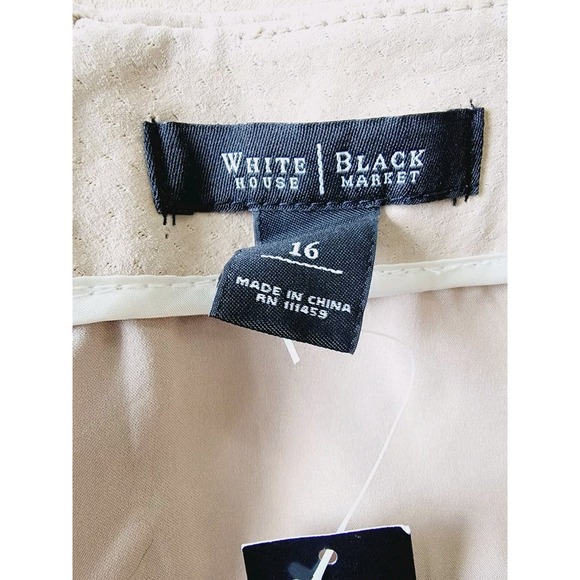 WHITE | BLACK
HOUSE | MARKET
16
MADE IN CHINA
RN 111459